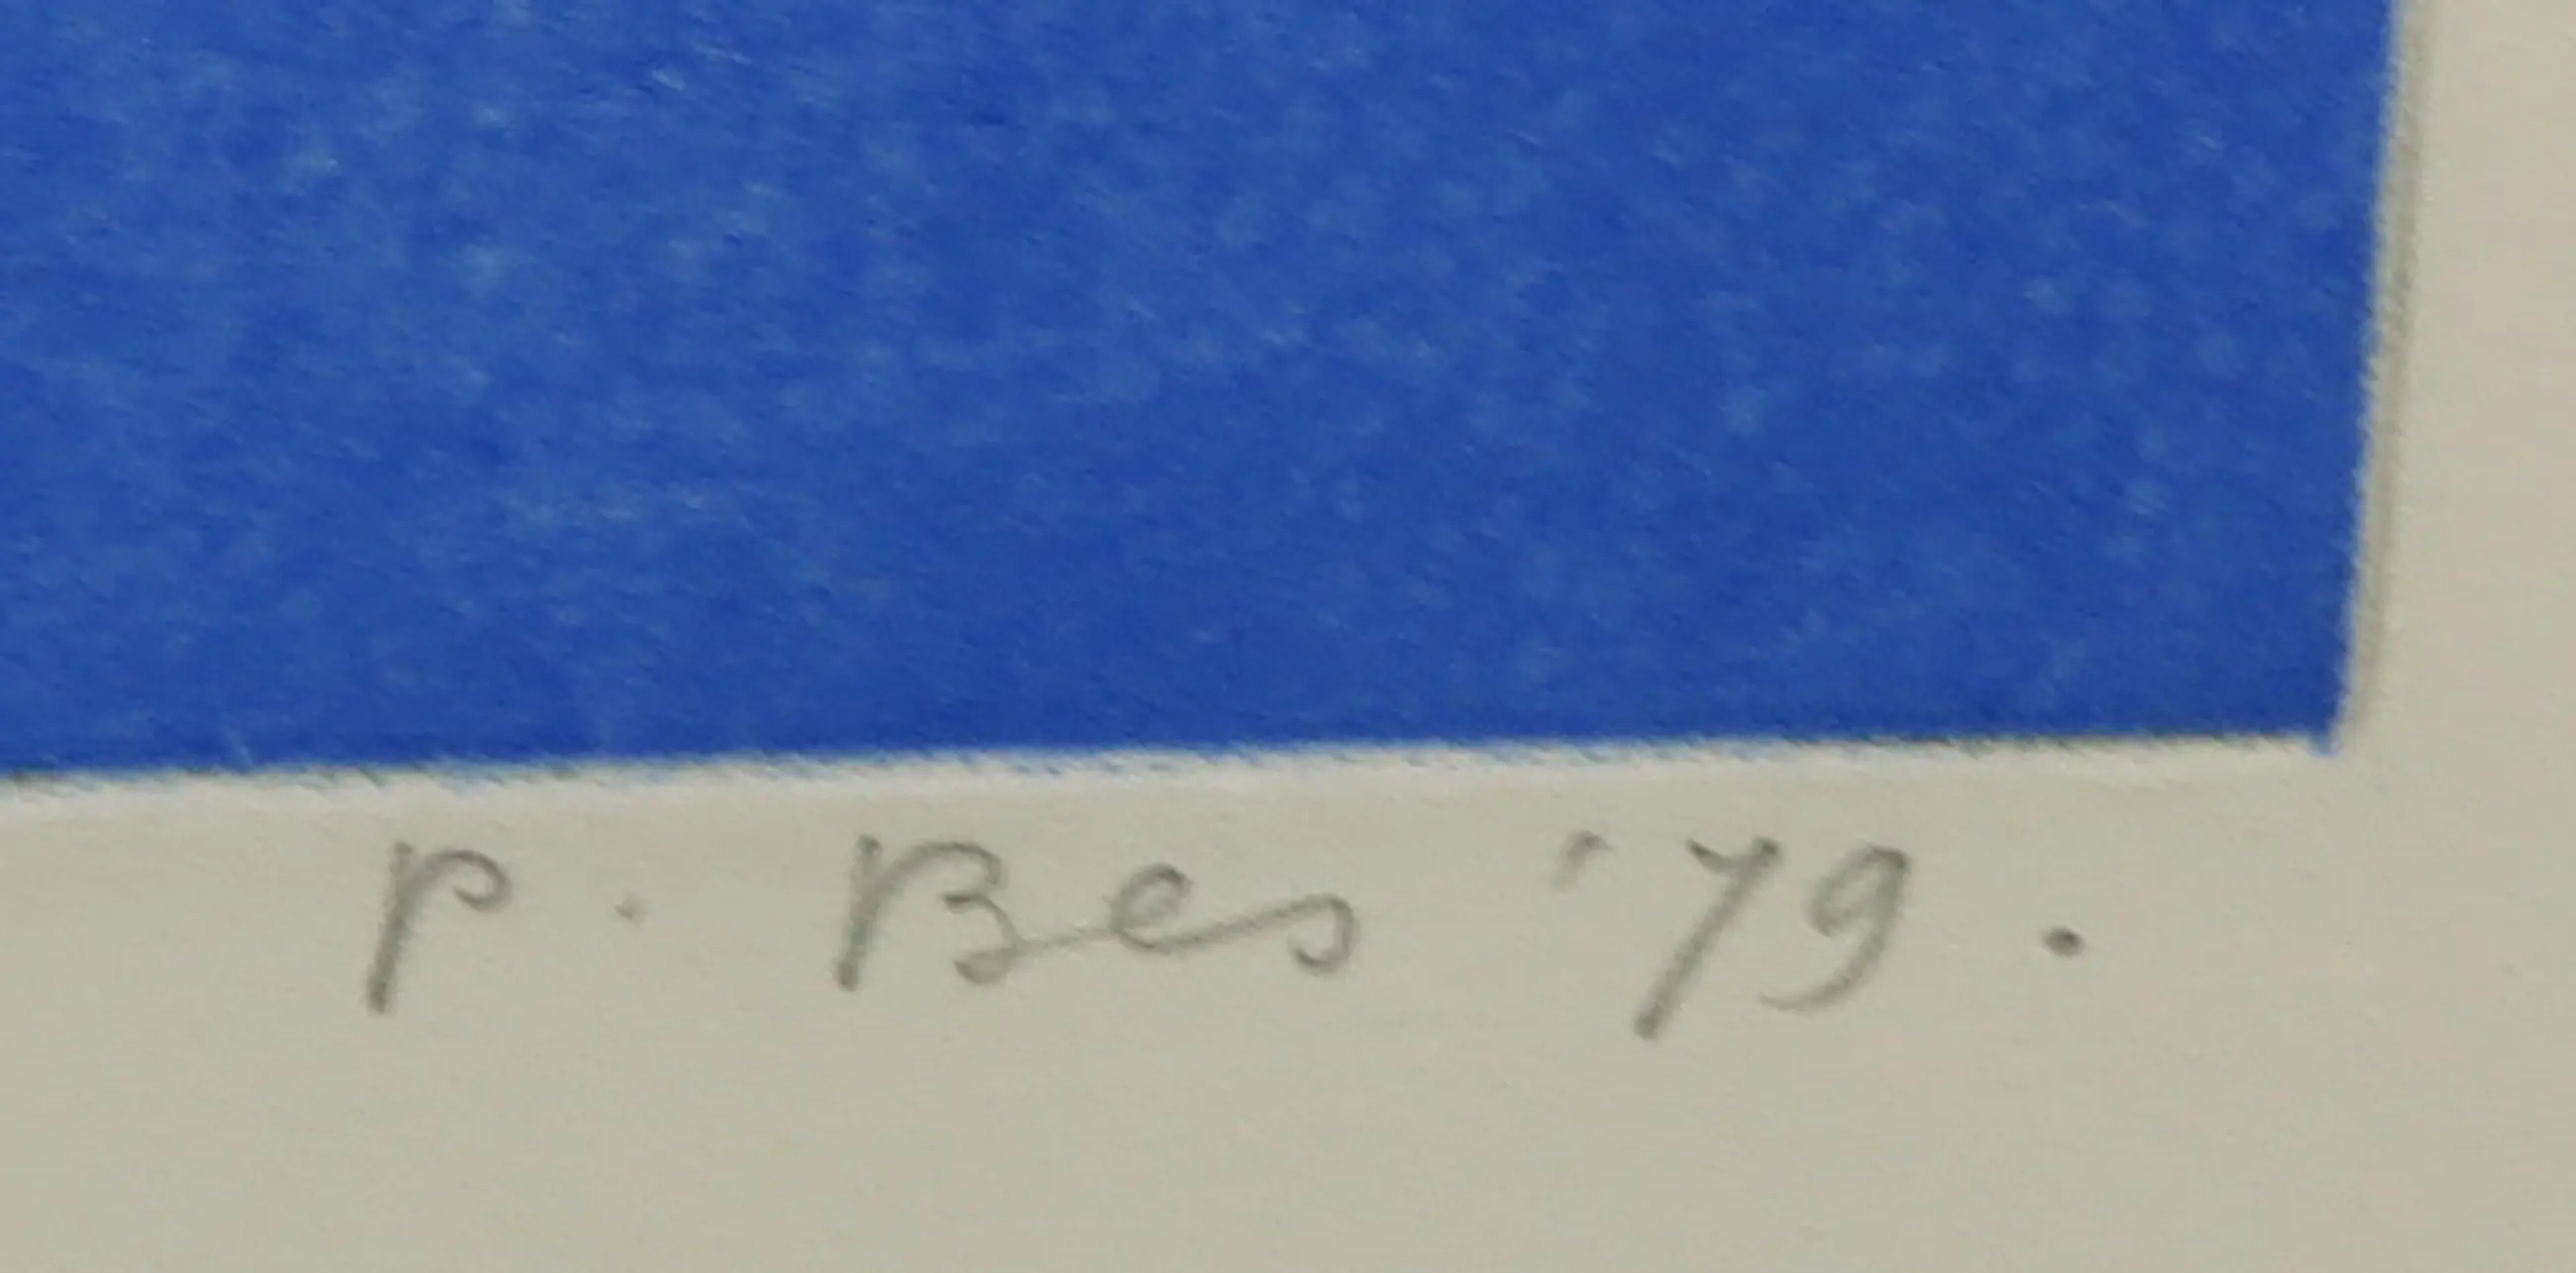 P. Bes '79.